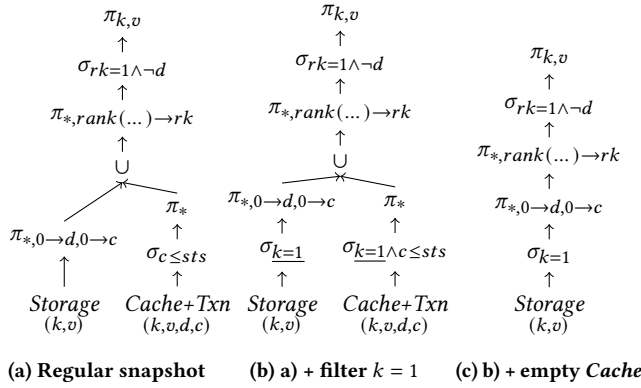 π_{k,v}
↑
σ_{rk=1∧¬d}
↑
π_{*,rank(...)→rk}
↑
∪
π_{*,0→d,0→c}
π_*
↑
σ_{c≤sts}
↑
Storage
(k,v)
Cache+Txn
(k,v,d,c)
(a) Regular snapshot
π_{k,v}
↑
σ_{rk=1∧¬d}
↑
π_{*,rank(...)→rk}
↑
∪
π_{*,0→d,0→c}
↑
σ_{k=1}
↑
Storage
(k,v)
π_*
↑
σ_{k=1∧c≤sts}
↑
Cache+Txn
(k,v,d,c)
(b) a) + filter k = 1
π_{k,v}
↑
σ_{rk=1∧¬d}
↑
π_{*,rank(...)→rk}
↑
π_{*,0→d,0→c}
↑
σ_{k=1}
↑
Storage
(k,v)
(c) b) + empty Cache